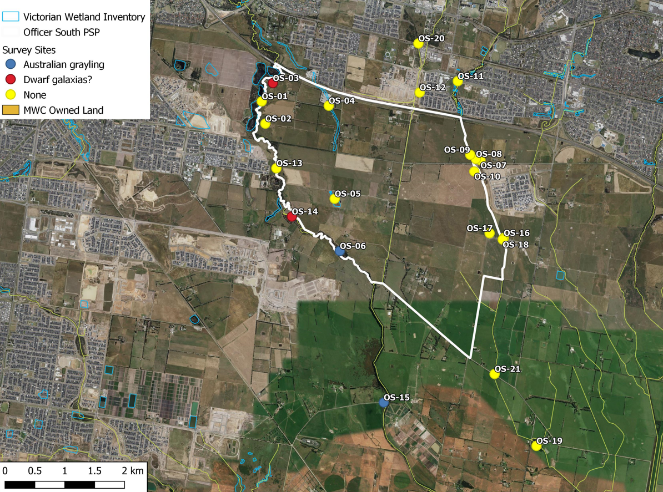 Victorian Wetland Inventory
Officer South PSP
Survey Sites
Australian grayling
Dwarf galaxias?
None
MWC Owned Land
OS-20
OS-12
OS-11
OS-03
OS-01
OS-04
OS-02
OS-09
OS-08
OS-07
OS-10
OS-13
OS-05
OS-14
OS-06
OS-17
OS-16
OS-18
OS-21
OS-15
OS-19
0 0.5 1 1.5 2 km